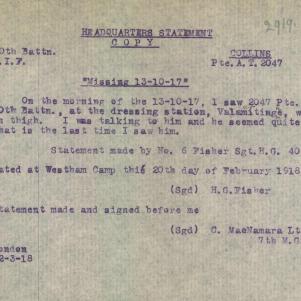 2919
HEADQUARTERS STATEMENT
C O P Y
0th Battn. COLLINS
.I.F. Pte. A.T. 2047
"Missing 13-10-17"
On the morning of the 13-10-17, I saw 2047 Pte.
0th Battn., at the dressing station, Valamitinge, w
n thigh. I was talking to him and he seemed quite
hat is the last time I saw him.
Statement made by No. 6 Fisher Sgt.H.G. 40
ated at Westham Camp this 20th day of February 1918
(Sgd) H.G.Fisher
tatement made and signed before me
(Sgd) C. MacNamara Lt
7th M.G
ondon
2-3-18